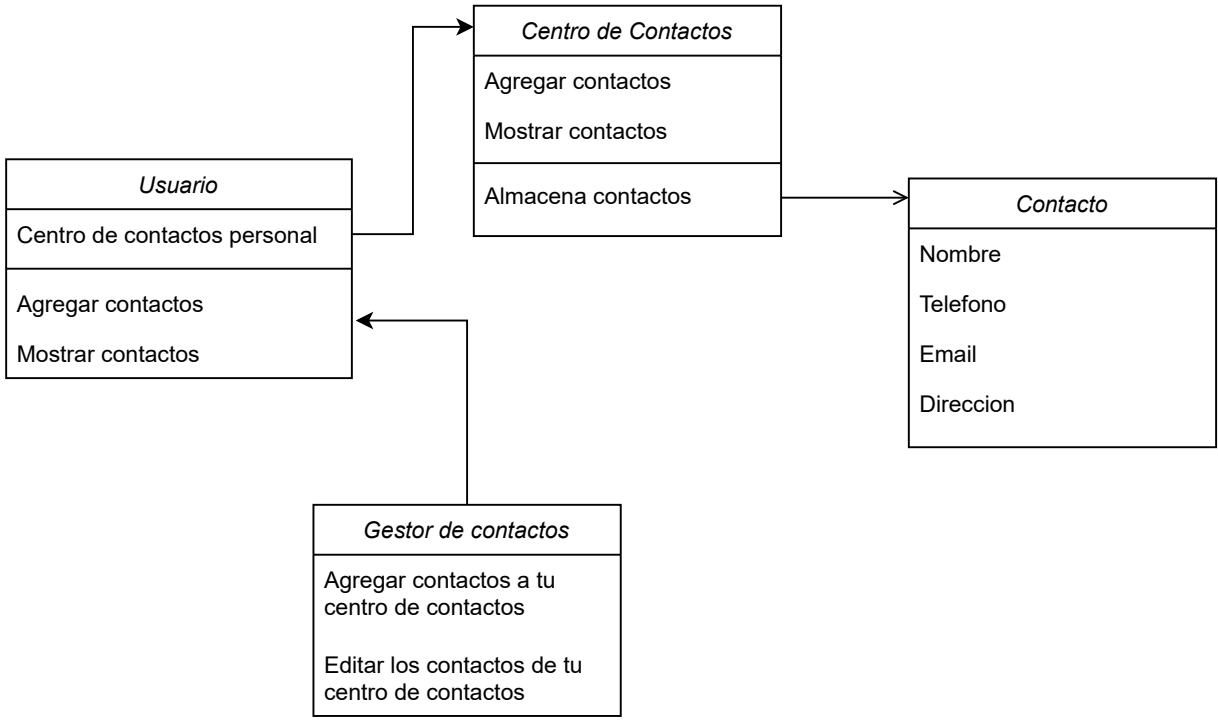 Centro de Contactos
Agregar contactos
Mostrar contactos
Almacena contactos
Usuario
Centro de contactos personal
Agregar contactos
Mostrar contactos
Contacto
Nombre
Telefono
Email
Direccion
Gestor de contactos
Agregar contactos a tu
centro de contactos
Editar los contactos de tu
centro de contactos